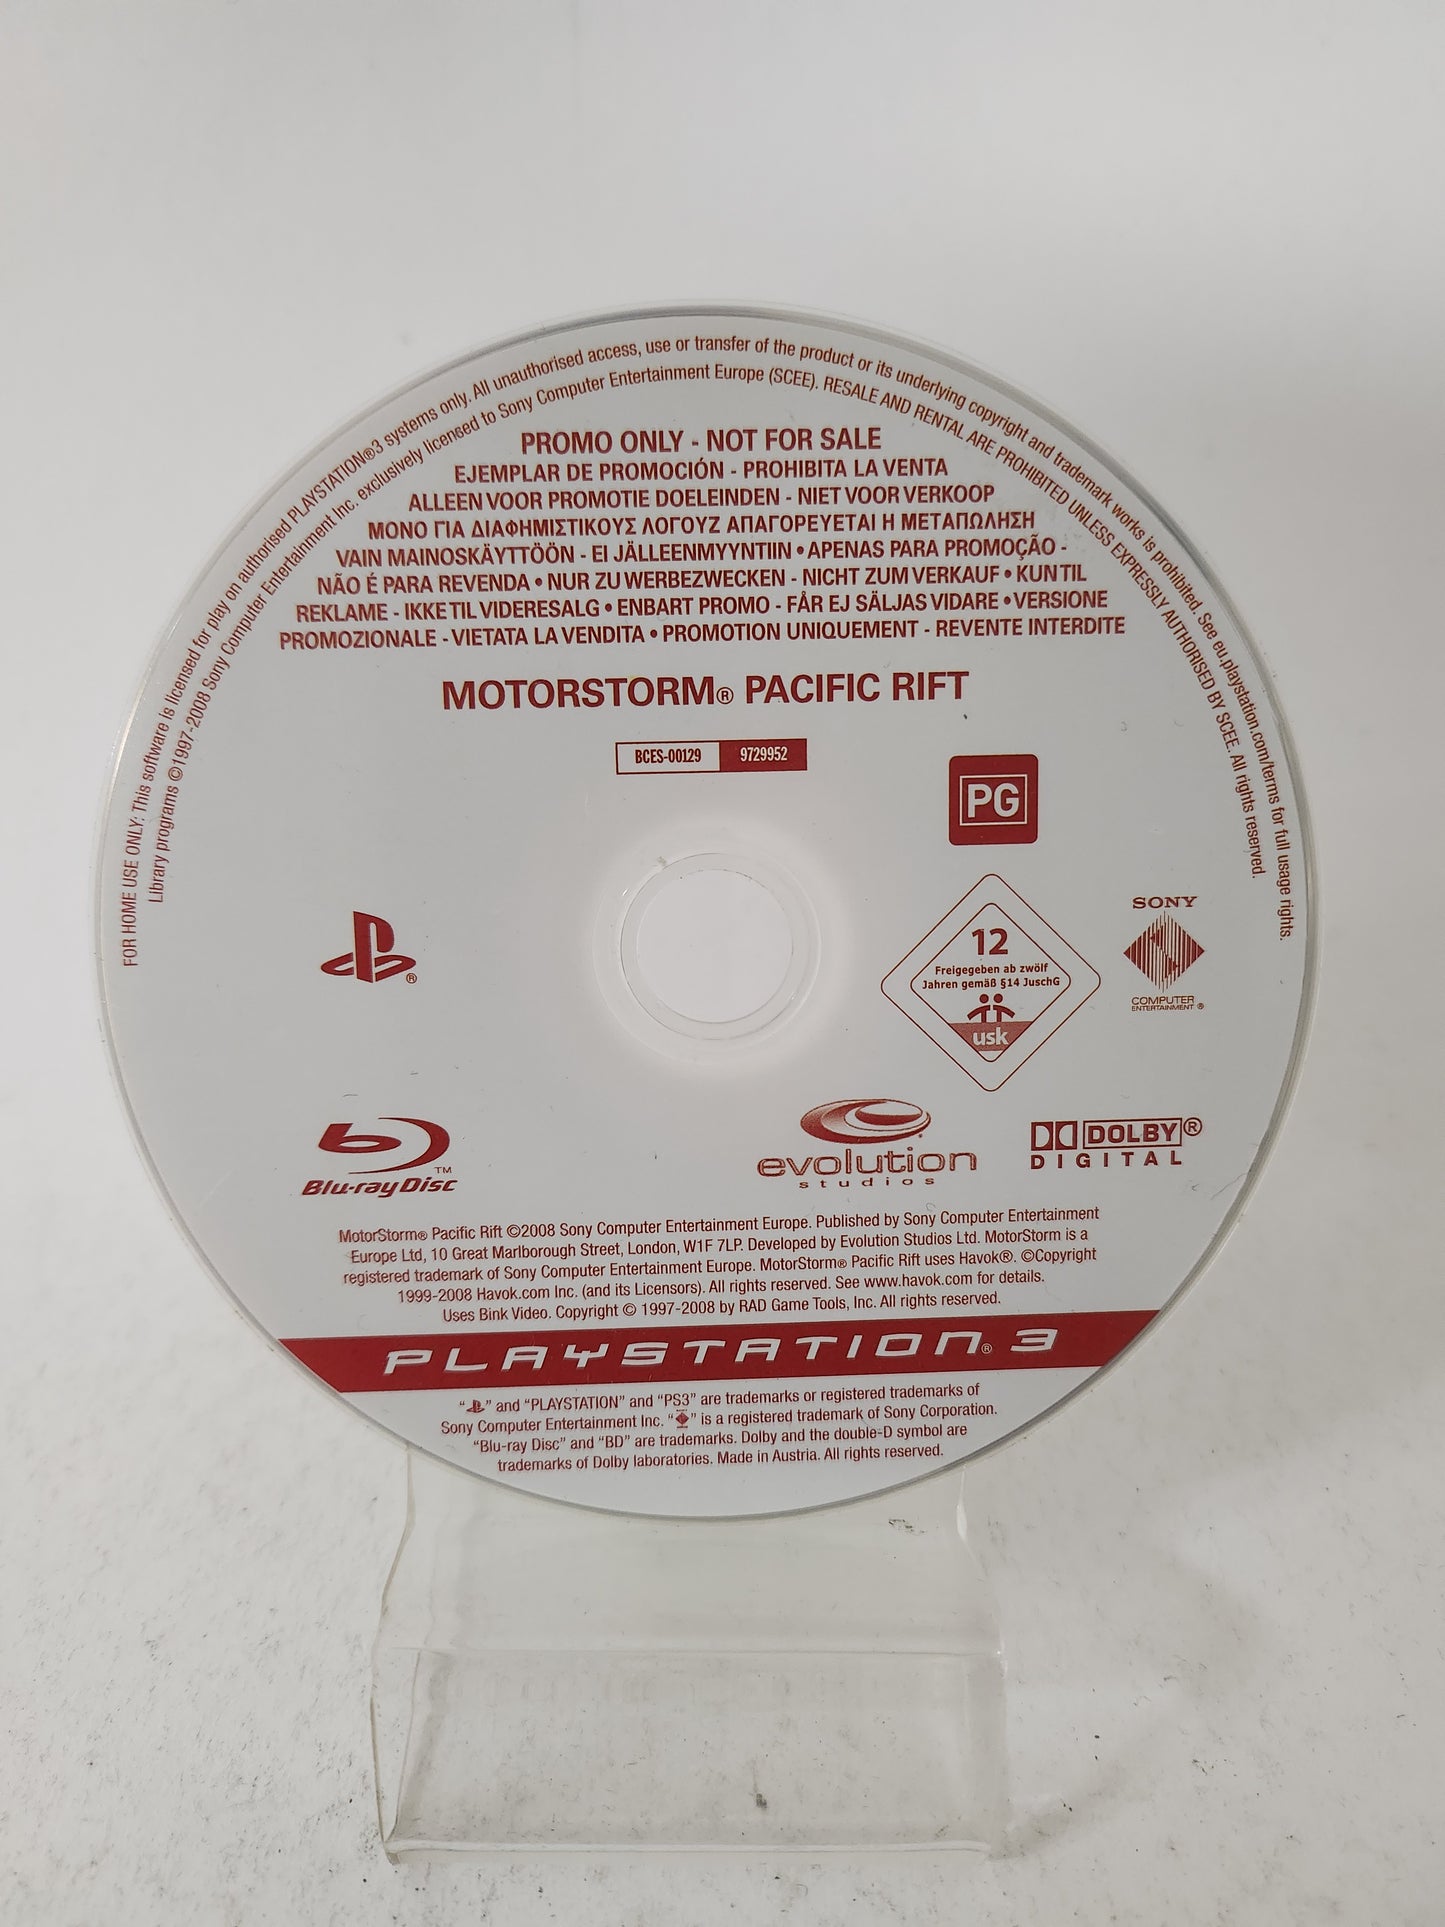 FOR HOME USE ONLY: This software is licensed for play on authorised PLAYSTATION®3 systems only. All unauthorised access, use or transfer of the product or its underlying copyright and trademark works is prohibited. See eu.playstation.com/terms for full usage rights.
Library programs ©1997-2008 Sony Computer Entertainment Inc. exclusively licensed to Sony Computer Entertainment Europe (SCEE). RESALE AND RENTAL ARE PROHIBITED UNLESS EXPRESSLY AUTHORISED BY SCEE. All rights reserved.
PROMO ONLY - NOT FOR SALE
EJEMPLAR DE PROMOCIÓN - PROHIBITA LA VENTA
ALLEEN VOOR PROMOTIE DOELEINDEN - NIET VOOR VERKOOP
ΜΟΝΟ ΓΙΑ ΔΙΑΦΗΜΙΣΤΙΚΟΥΣ ΛΟΓΟΥΖ ΑΠΑΓΟΡΕΥΕΤΑΙ Η ΜΕΤΑΠΩΛΗΣΗ
VAIN MAINOSKÄYTTÖÖN - EI JÄLLEENMYYNTIIN • APENAS PARA PROMOÇÃO -
NÃO É PARA REVENDA • NUR ZU WERBEZWECKEN - NICHT ZUM VERKAUF • KUN TIL
REKLAME - IKKE TIL VIDERESALG • ENBART PROMO - FÅR EJ SÄLJAS VIDARE • VERSIONE
PROMOZIONALE - VIETATA LA VENDITA • PROMOTION UNIQUEMENT - REVENTE INTERDITE
MOTORSTORM® PACIFIC RIFT
BCES-00129 9729952
PG
12
Freigegeben ab zwölf
Jahren gemäß §14 JuschG
usk
SONY
COMPUTER
ENTERTAINMENT ®
®
Blu-ray Disc™
evolution
studios
DOLBY®
DIGITAL
MotorStorm® Pacific Rift ©2008 Sony Computer Entertainment Europe. Published by Sony Computer Entertainment
Europe Ltd, 10 Great Marlborough Street, London, W1F 7LP. Developed by Evolution Studios Ltd. MotorStorm is a
registered trademark of Sony Computer Entertainment Europe. MotorStorm® Pacific Rift uses Havok®. ©Copyright
1999-2008 Havok.com Inc. (and its Licensors). All rights reserved. See www.havok.com for details.
Uses Bink Video. Copyright © 1997-2008 by RAD Game Tools, Inc. All rights reserved.
PLAYSTATION®3
“ ” and “PLAYSTATION” and “PS3” are trademarks or registered trademarks of
Sony Computer Entertainment Inc. “ ” is a registered trademark of Sony Corporation.
“Blu-ray Disc” and “BD” are trademarks. Dolby and the double-D symbol are
trademarks of Dolby laboratories. Made in Austria. All rights reserved.